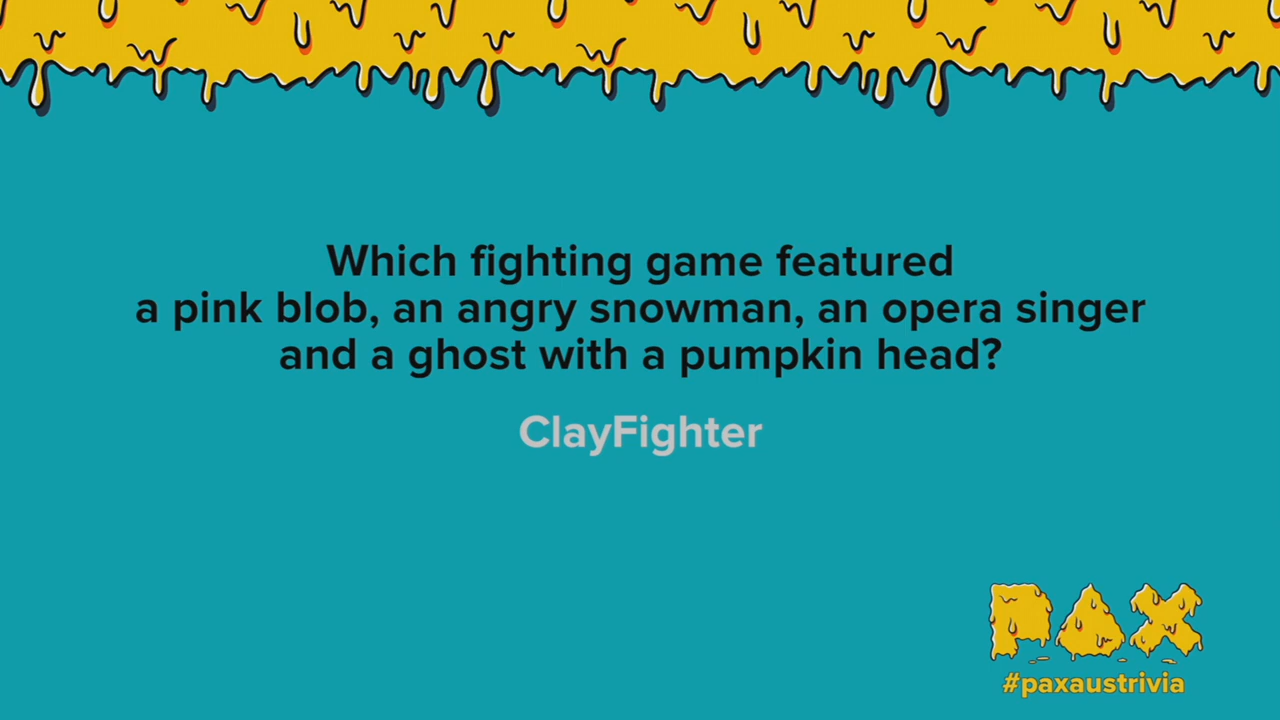 Which fighting game featured
a pink blob, an angry snowman, an opera singer
and a ghost with a pumpkin head?
ClayFighter
PAX
#paxaustrivia